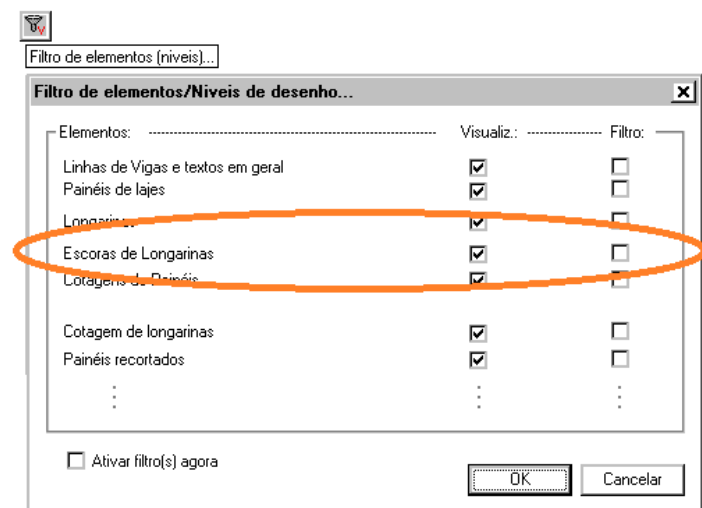 Filtro de elementos (niveis)...
Filtro de elementos/Niveis de desenho...
Elementos: Visualiz.: Filtro:
Linhas de Vigas e textos em geral
Painéis de lajes
Longarinas
Escoras de Longarinas
Cotagens de Painéis
Cotagem de longarinas
Painéis recortados
Ativar filtro(s) agora
OK Cancelar